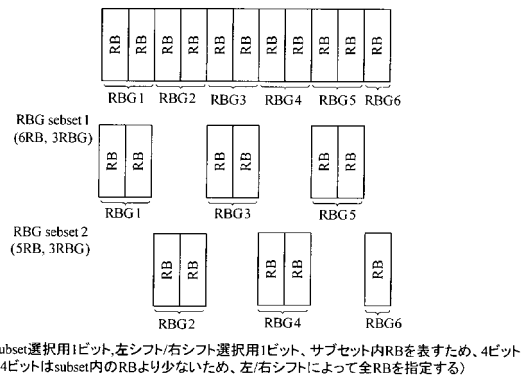 RB RB RB RB RB RB RB RB RB RB RB
RBG1 RBG2 RBG3 RBG4 RBG5 RBG6
RBG sebset 1
(6RB, 3RBG)
RB RB RB RB RB RB
RBG1 RBG3 RBG5
RBG sebset 2
(5RB, 3RBG)
RB RB RB RB RB
RBG2 RBG4 RBG6
ubset選択用1ビット,左シフト/右シフト選択用1ビット、サブセット内RBを表すため、4ビット
4ビットはsubset内のRBより少ないため、左/右シフトによって全RBを指定する)